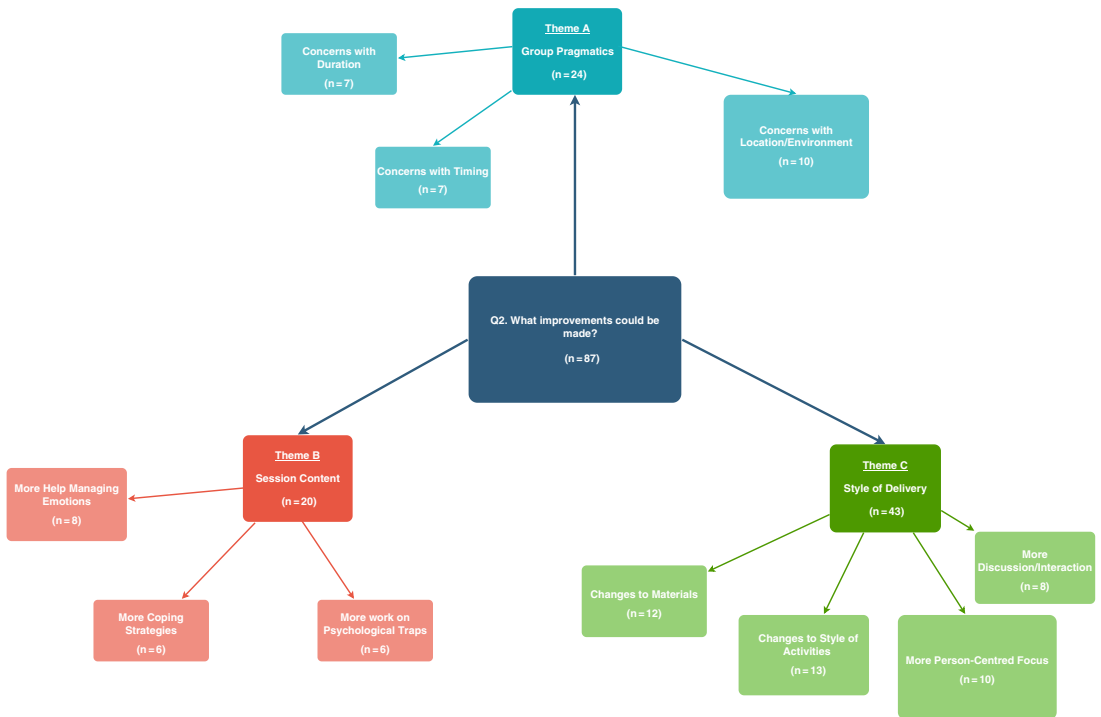 Theme A
Group Pragmatics
(n=24)
Concerns with
Duration
(n=7)
Concerns with Timing
(n=7)
Concerns with
Location/Environment
(n=10)
Q2. What improvements could be
made?
(n=87)
Theme B
Session Content
(n=20)
More Help Managing
Emotions
(n=8)
More Coping
Strategies
(n=6)
More work on
Psychological Traps
(n=6)
Theme C
Style of Delivery
(n=43)
Changes to Materials
(n=12)
Changes to Style of
Activities
(n=13)
More Person-Centred Focus
(n=10)
More
Discussion/Interaction
(n=8)